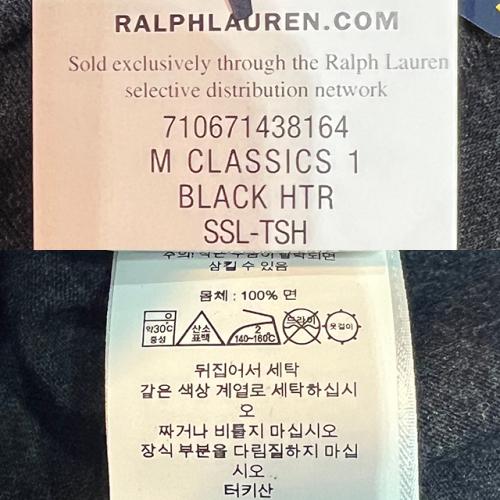 RALPHLAUREN.COM
Sold exclusively through the Ralph Lauren
selective distribution network
710671438164
M CLASSICS 1
BLACK HTR
SSL-TSH
삼킬 수 있음
몸체 : 100% 면
약30℃ 중성 산소 표백 2 140~160℃ 드라이 옷걸이
뒤집어서 세탁
같은 색상 계열로 세탁하십시
오
짜거나 비틀지 마십시오
장식 부분을 다림질하지 마십
시오
터키산